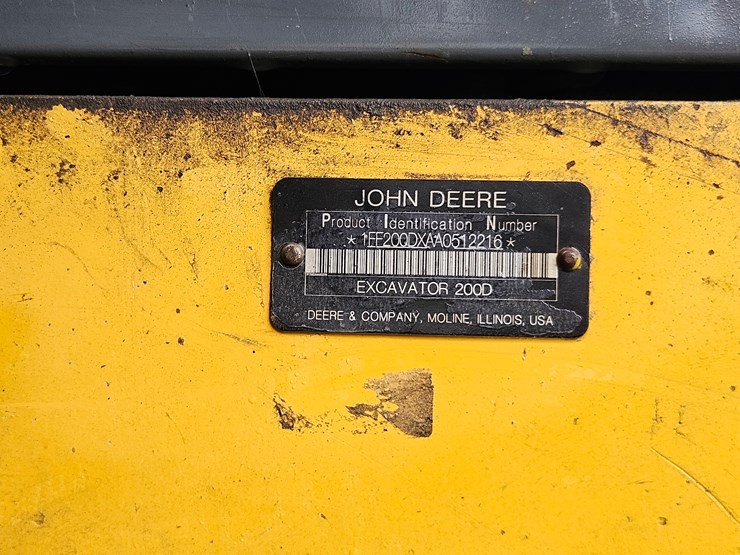 JOHN DEERE
Product Identification Number
*1FF200DXAA0512216*
EXCAVATOR 200D
DEERE & COMPANY, MOLINE, ILLINOIS, USA